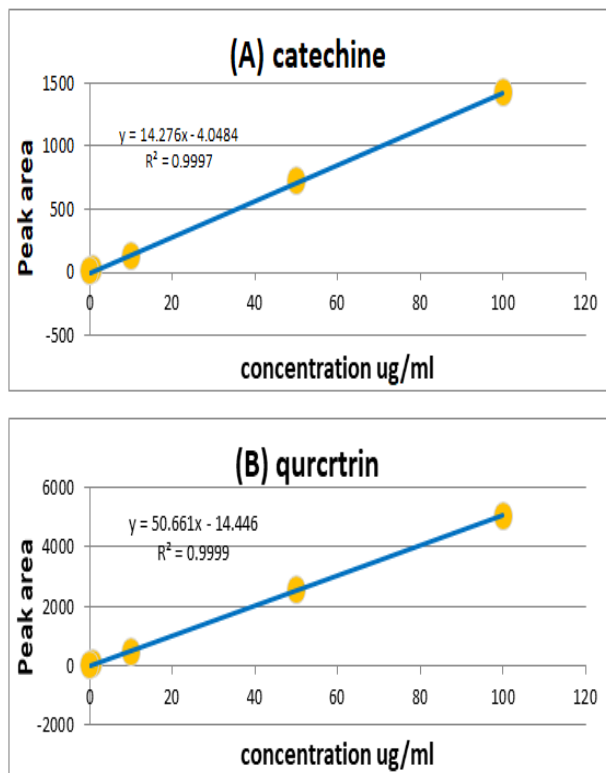 (A) catechine
1500
1000
500
0
-500
y = 14.276x - 4.0484
R² = 0.9997
Peak area
0 20 40 60 80 100 120
concentration ug/ml
(B) qurcrtrin
6000
4000
2000
0
-2000
y = 50.661x - 14.446
R² = 0.9999
Peak area
0 20 40 60 80 100 120
concentration ug/ml